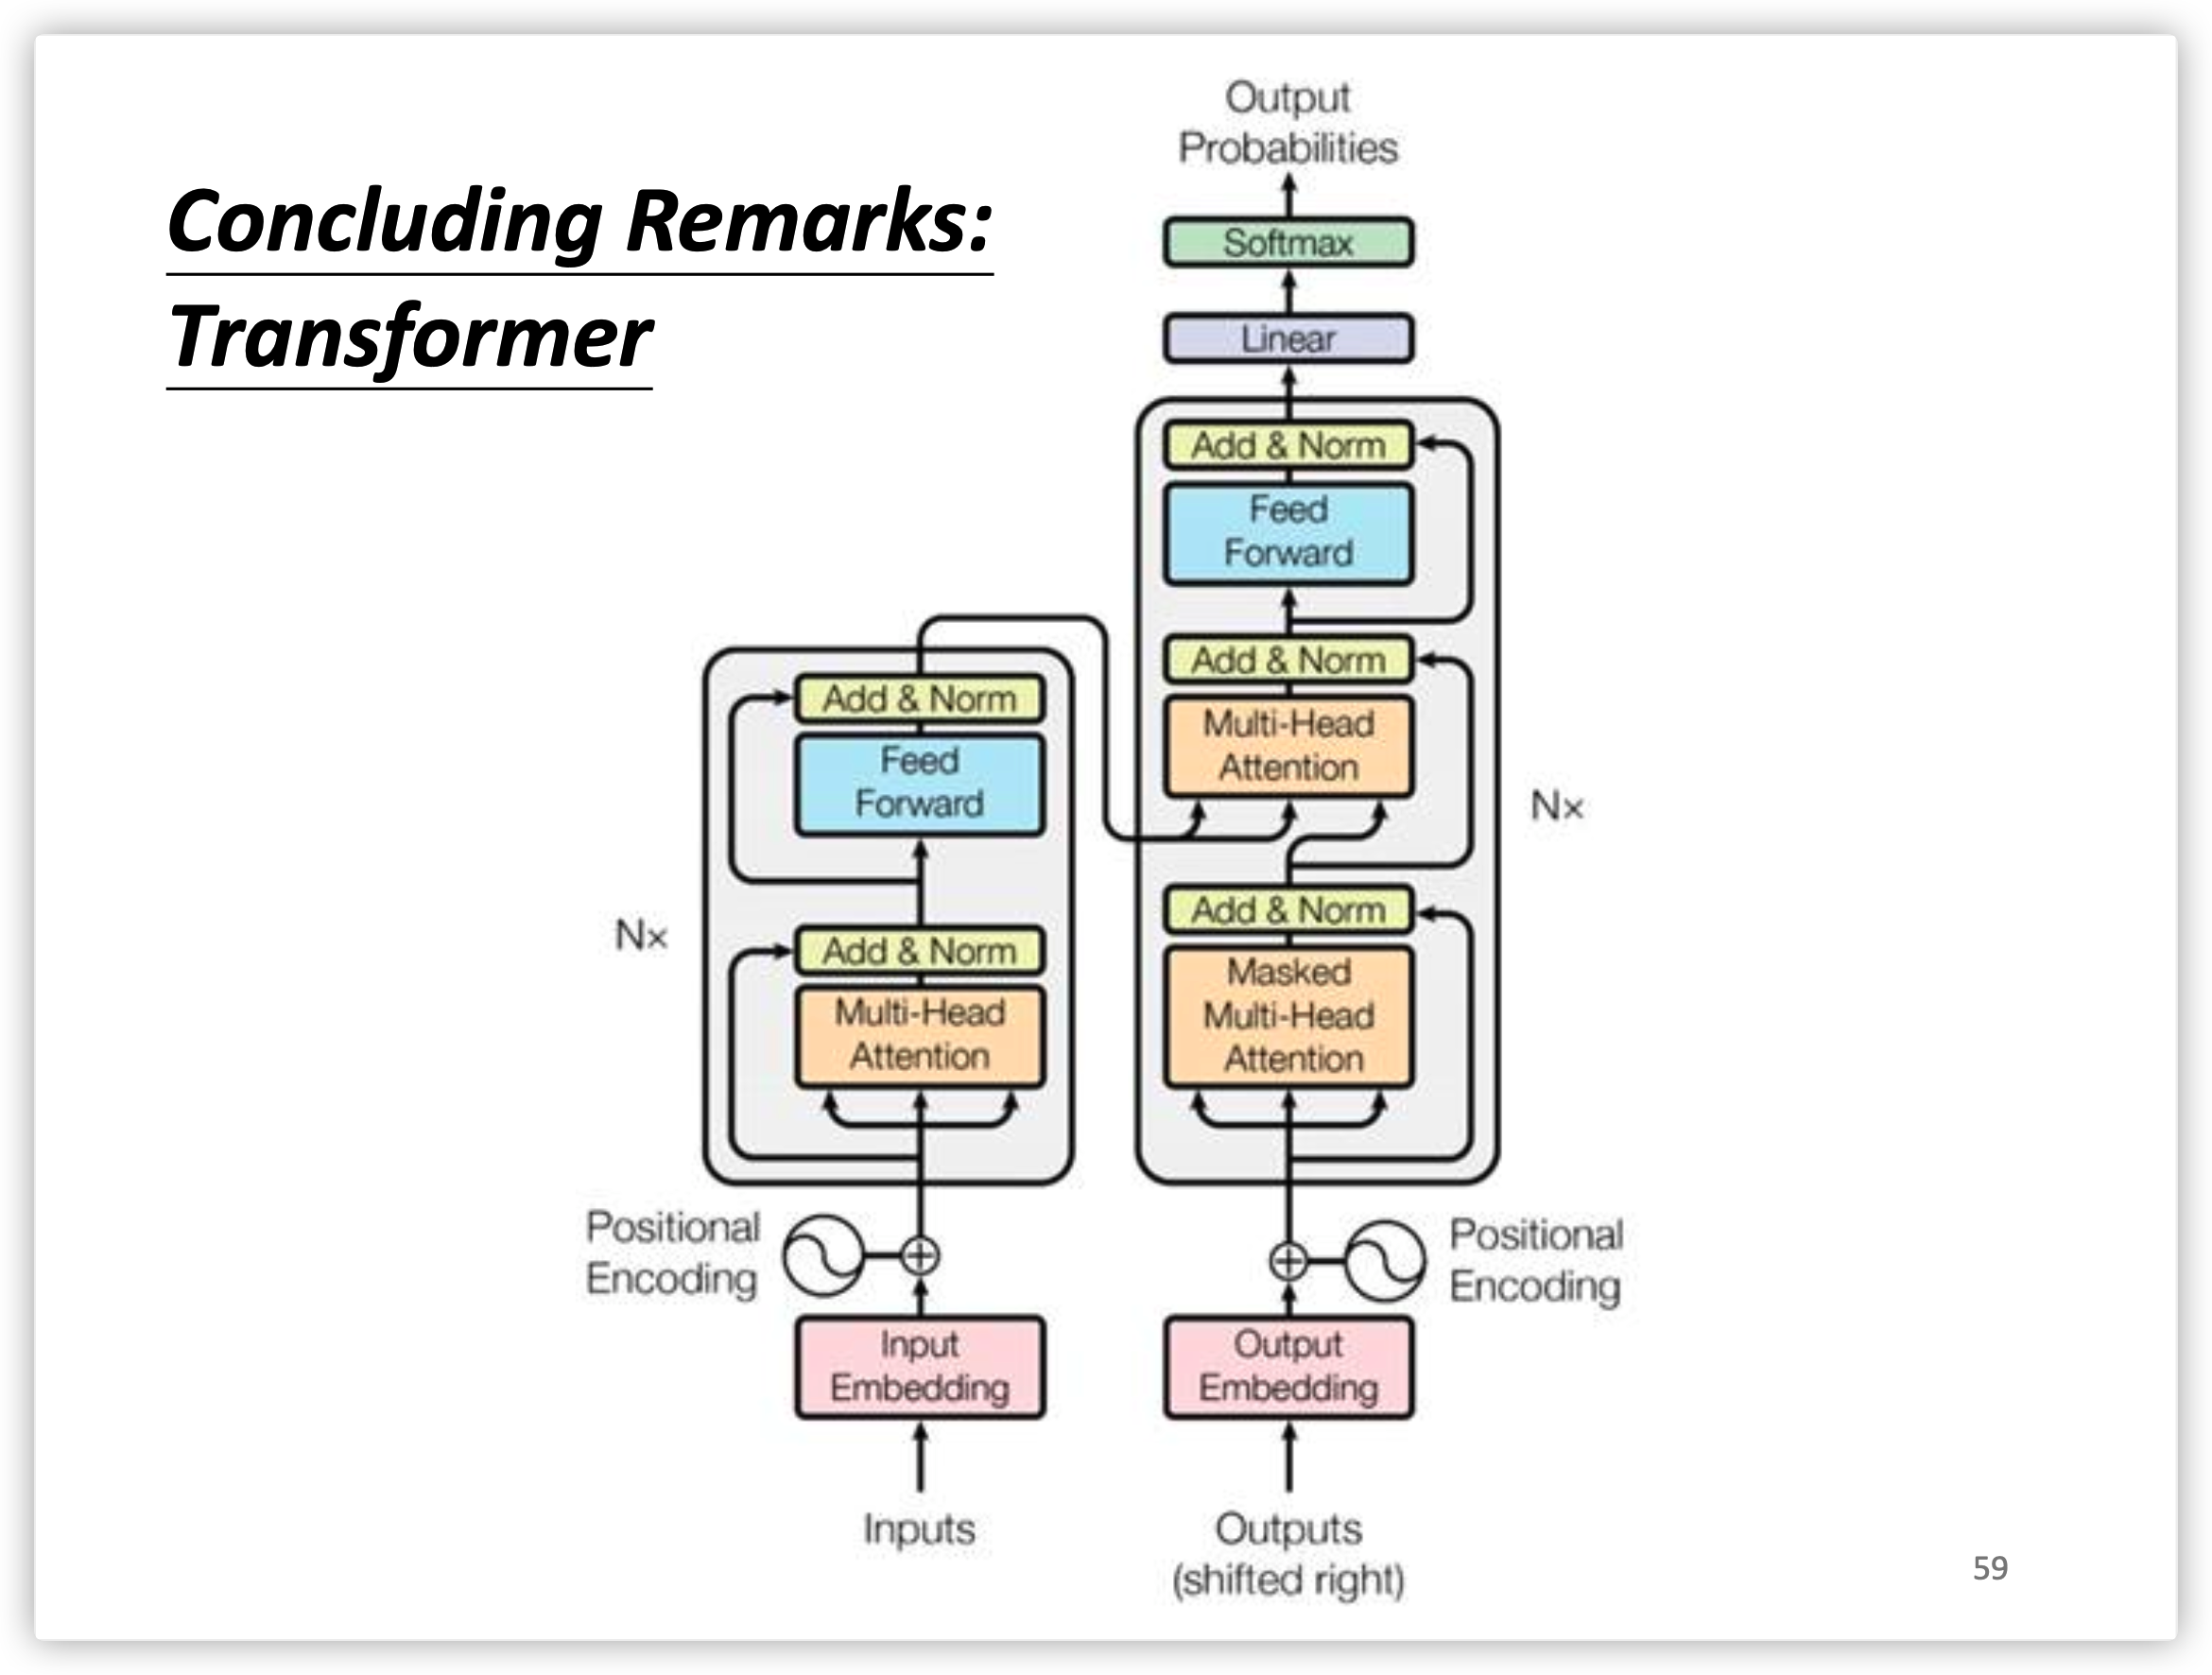 Concluding Remarks:
Transformer
Output
Probabilities
Softmax
Linear
Add & Norm
Feed
Forward
Add & Norm
Multi-Head
Attention
Add & Norm
Masked
Multi-Head
Attention
Nx
Positional
Encoding
Output
Embedding
Outputs
(shifted right)
Add & Norm
Feed
Forward
Add & Norm
Multi-Head
Attention
Nx
Positional
Encoding
Input
Embedding
Inputs
59